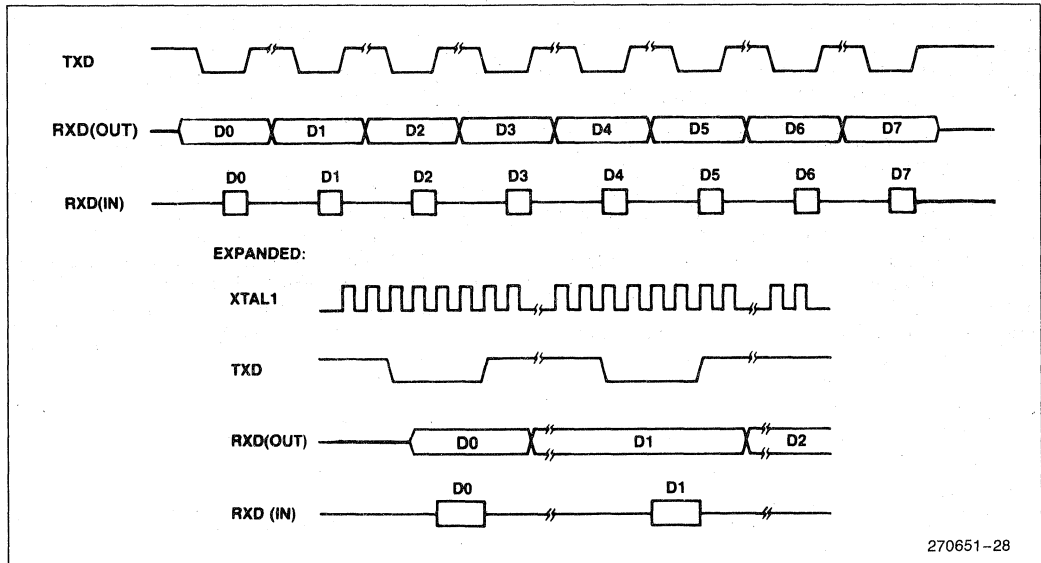 TXD
RXD(OUT) D0 D1 D2 D3 D4 D5 D6 D7
D0 D1 D2 D3 D4 D5 D6 D7
RXD(IN)
EXPANDED:
XTAL1
TXD
RXD(OUT) D0 D1 D2
D0 D1
RXD (IN)
270651-28